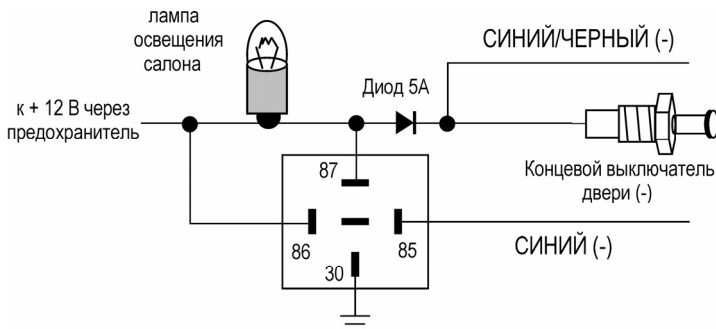 лампа
освещения
салона
СИНИЙ/ЧЕРНЫЙ (-)
Диод 5А
к + 12 В через
предохранитель
Концевой выключатель
двери (-)
87
86
85
30
СИНИЙ (-)